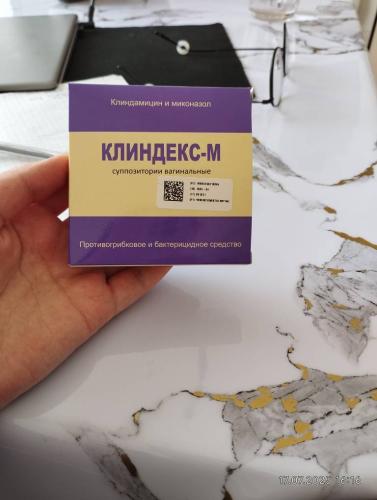 Клиндамицин и миконазол
КЛИНДЕКС-М
суппозитории вагинальные
Противогрибковое и бактерицидное средство